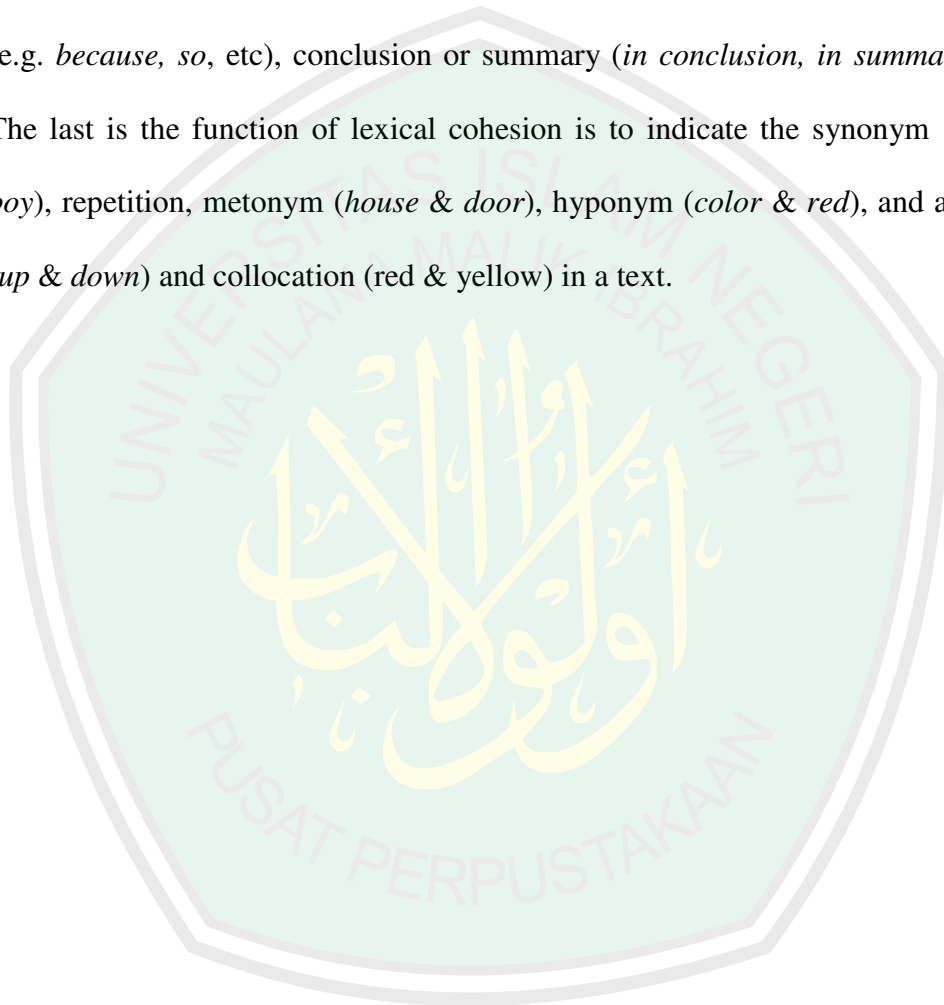 e.g. because, so, etc), conclusion or summary (in conclusion, in summa
The last is the function of lexical cohesion is to indicate the synonym
boy), repetition, metonym (house & door), hyponym (color & red), and a
up & down) and collocation (red & yellow) in a text.
UNIVERSITAS ISLAM NEGERI
MAULANA MALIK IBRAHIM
أولوا الألباب
PUSAT PERPUSTAKAAN